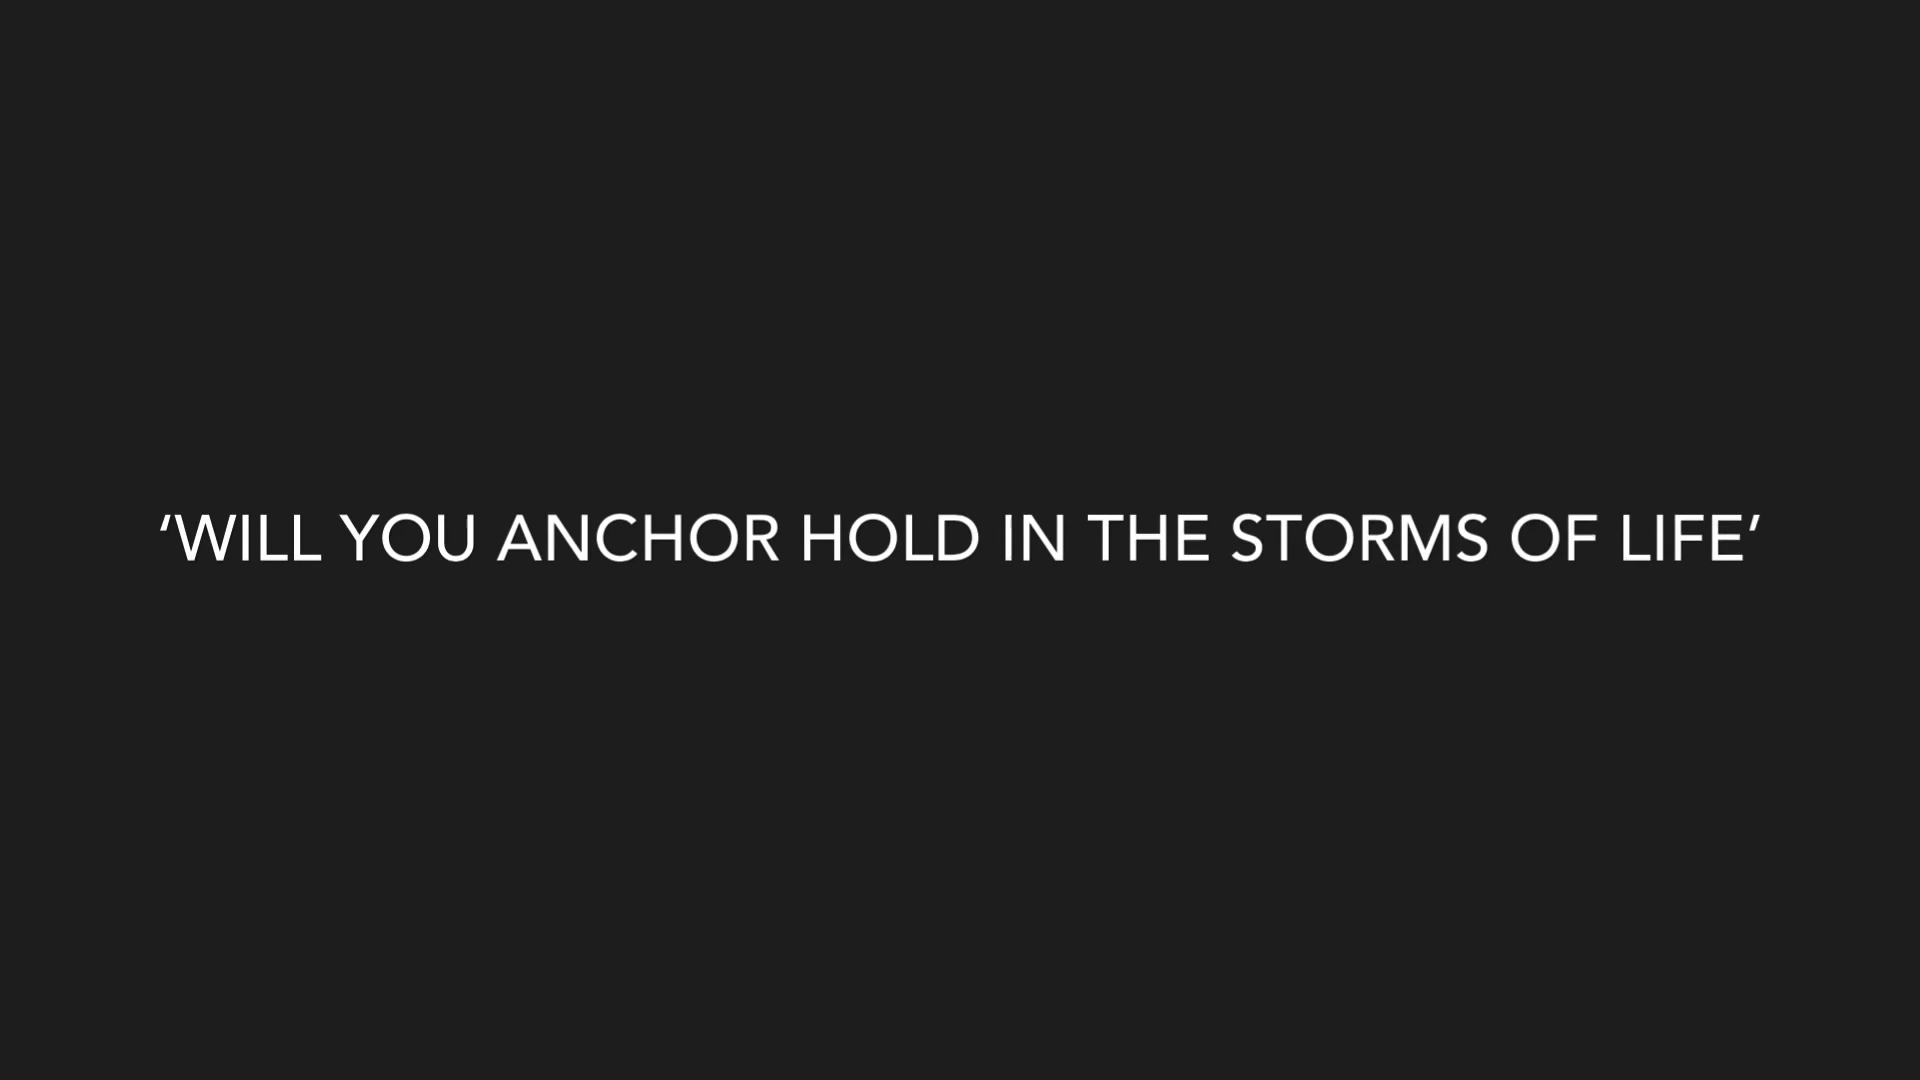 ‘WILL YOU ANCHOR HOLD IN THE STORMS OF LIFE’